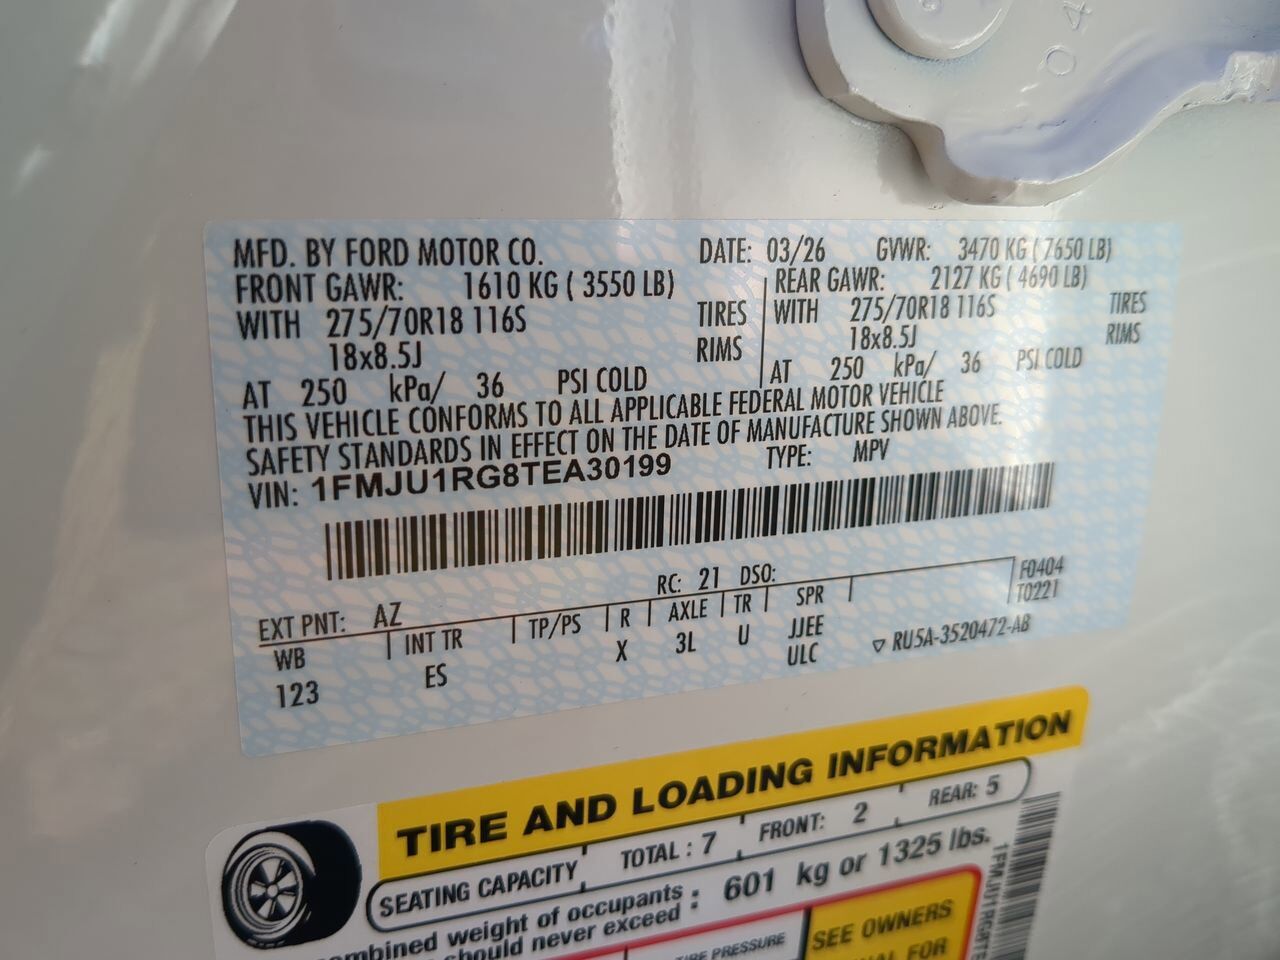 04
MFD. BY FORD MOTOR CO. DATE: 03/26 GVWR: 3470 KG ( 7650 LB)
FRONT GAWR: 1610 KG ( 3550 LB) REAR GAWR: 2127 KG ( 4690 LB)
WITH 275/70R18 116S TIRES WITH 275/70R18 116S TIRES
18x8.5J RIMS 18x8.5J RIMS
AT 250 kPa/ 36 PSI COLD AT 250 kPa/ 36 PSI COLD
THIS VEHICLE CONFORMS TO ALL APPLICABLE FEDERAL MOTOR VEHICLE
SAFETY STANDARDS IN EFFECT ON THE DATE OF MANUFACTURE SHOWN ABOVE.
VIN: 1FMJU1RG8TEA30199 TYPE: MPV
EXT PNT: AZ RC: 21 DSO: F0404
WB INT TR TP/PS R AXLE TR SPR T0221
123 ES X 3L U JJEE
ULC ▽ RU5A-3520472-AB
TIRE AND LOADING INFORMATION
SEATING CAPACITY TOTAL : 7 FRONT: 2 REAR: 5
ombined weight of occupants : 601 kg or 1325 lbs.
should never exceed :
TIRE PRESSURE SEE OWNERS
FOR